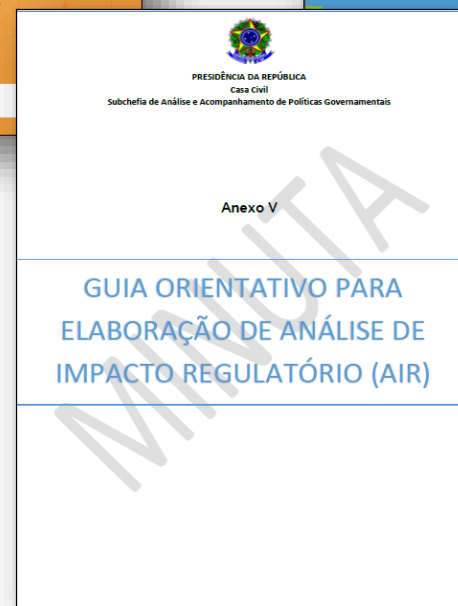 PRESIDÊNCIA DA REPÚBLICA
Casa Civil
Subchefia de Análise e Acompanhamento de Políticas Governamentais
Anexo V
MINUTA
GUIA ORIENTATIVO PARA
ELABORAÇÃO DE ANÁLISE DE
IMPACTO REGULATÓRIO (AIR)